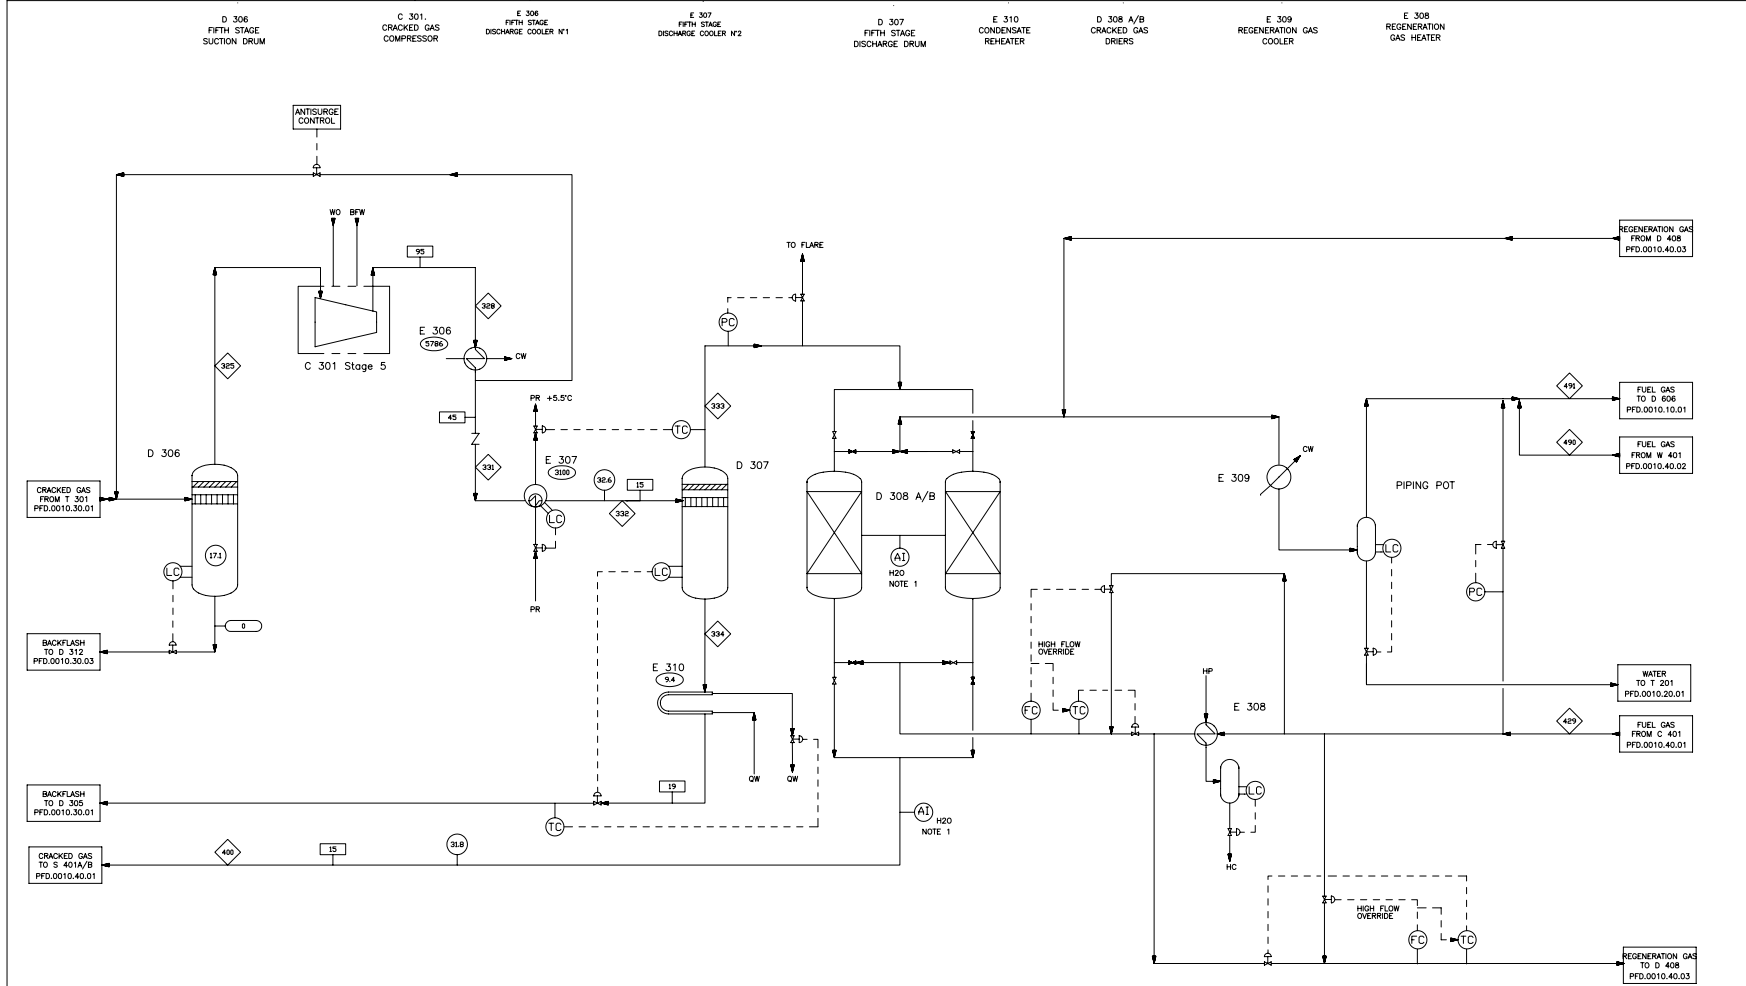 D 306
FIFTH STAGE
SUCTION DRUM
C 301.
CRACKED GAS
COMPRESSOR
E 306
FIFTH STAGE
DISCHARGE COOLER N°1
E 307
FIFTH STAGE
DISCHARGE COOLER N°2
D 307
FIFTH STAGE
DISCHARGE DRUM
E 310
CONDENSATE
REHEATER
D 308 A/B
CRACKED GAS
DRIERS
E 309
REGENERATION GAS
COOLER
E 308
REGENERATION
GAS HEATER
ANTISURGE
CONTROL
WO
BFW
95
328
E 306
5786
CW
C 301 Stage 5
325
45
331
PR +5.5°C
TC
333
E 307
3100
32.6
15
332
LC
PR
D 306
CRACKED GAS
FROM T 301
PFD.0010.30.01
17.1
LC
0
BACKFLASH
TO D 312
PFD.0010.30.03
TO FLARE
PC
D 307
LC
334
E 310
9.4
QW
QW
19
TC
BACKFLASH
TO D 305
PFD.0010.30.01
CRACKED GAS
TO S 401A/B
PFD.0010.40.01
400
15
31.8
D 308 A/B
AI
H2O
NOTE 1
AI
H2O
NOTE 1
REGENERATION GAS
FROM D 408
PFD.0010.40.03
491
FUEL GAS
TO D 606
PFD.0010.10.01
490
FUEL GAS
FROM W 401
PFD.0010.40.02
CW
E 309
PIPING POT
LC
PC
HIGH FLOW
OVERRIDE
FC
TC
HP
E 308
LC
HC
WATER
TO T 201
PFD.0010.20.01
429
FUEL GAS
FROM C 401
PFD.0010.40.01
HIGH FLOW
OVERRIDE
FC
TC
REGENERATION GAS
TO D 408
PFD.0010.40.03